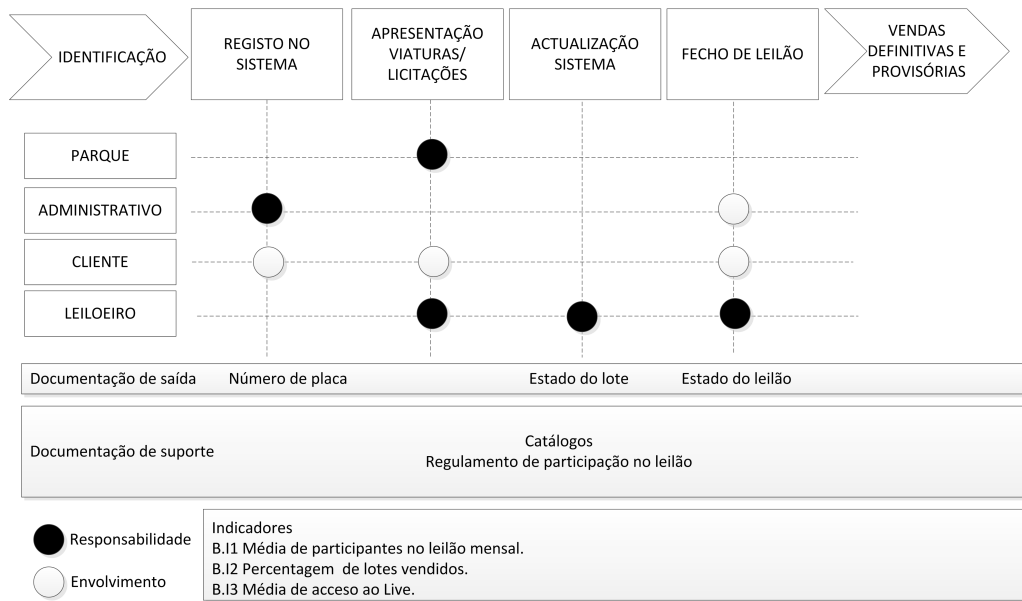 IDENTIFICAÇÃO
REGISTO NO
SISTEMA
APRESENTAÇÃO
VIATURAS/
LICITAÇÕES
ACTUALIZAÇÃO
SISTEMA
FECHO DE LEILÃO
VENDAS
DEFINITIVAS E
PROVISÓRIAS
PARQUE
ADMINISTRATIVO
CLIENTE
LEILOEIRO
Documentação de saída
Número de placa
Estado do lote
Estado do leilão
Documentação de suporte
Catálogos
Regulamento de participação no leilão
Responsabilidade
Envolvimento
Indicadores
B.I1 Média de participantes no leilão mensal.
B.I2 Percentagem de lotes vendidos.
B.I3 Média de acceso ao Live.